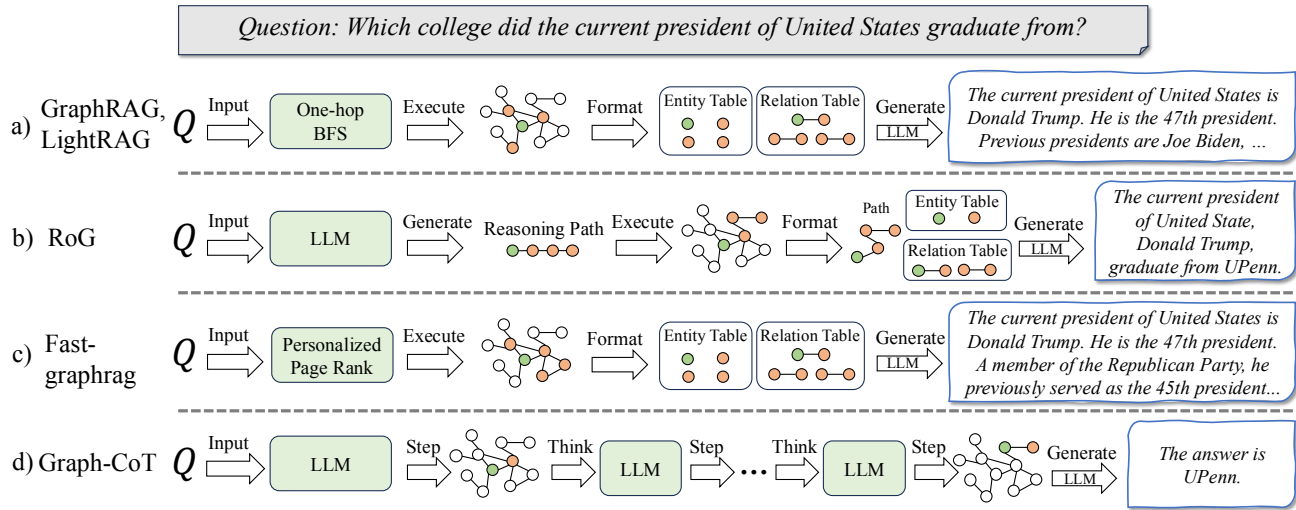 Question: Which college did the current president of United States graduate from?
a) GraphRAG, LightRAG
Q
Input
One-hop BFS
Execute
Format
Entity Table
Relation Table
Generate
LLM
The current president of United States is
Donald Trump. He is the 47th president.
Previous presidents are Joe Biden, …
b) RoG
Q
Input
LLM
Generate
Reasoning Path
Execute
Format
Path
Entity Table
Relation Table
Generate
LLM
The current president
of United State,
Donald Trump,
graduate from UPenn.
c) Fast-graphrag
Q
Input
Personalized
Page Rank
Execute
Format
Entity Table
Relation Table
Generate
LLM
The current president of United States is
Donald Trump. He is the 47th president.
A member of the Republican Party, he
previously served as the 45th president...
d) Graph-CoT
Q
Input
LLM
Step
Think
LLM
Step
...
Think
LLM
Step
Generate
LLM
The answer is
UPenn.